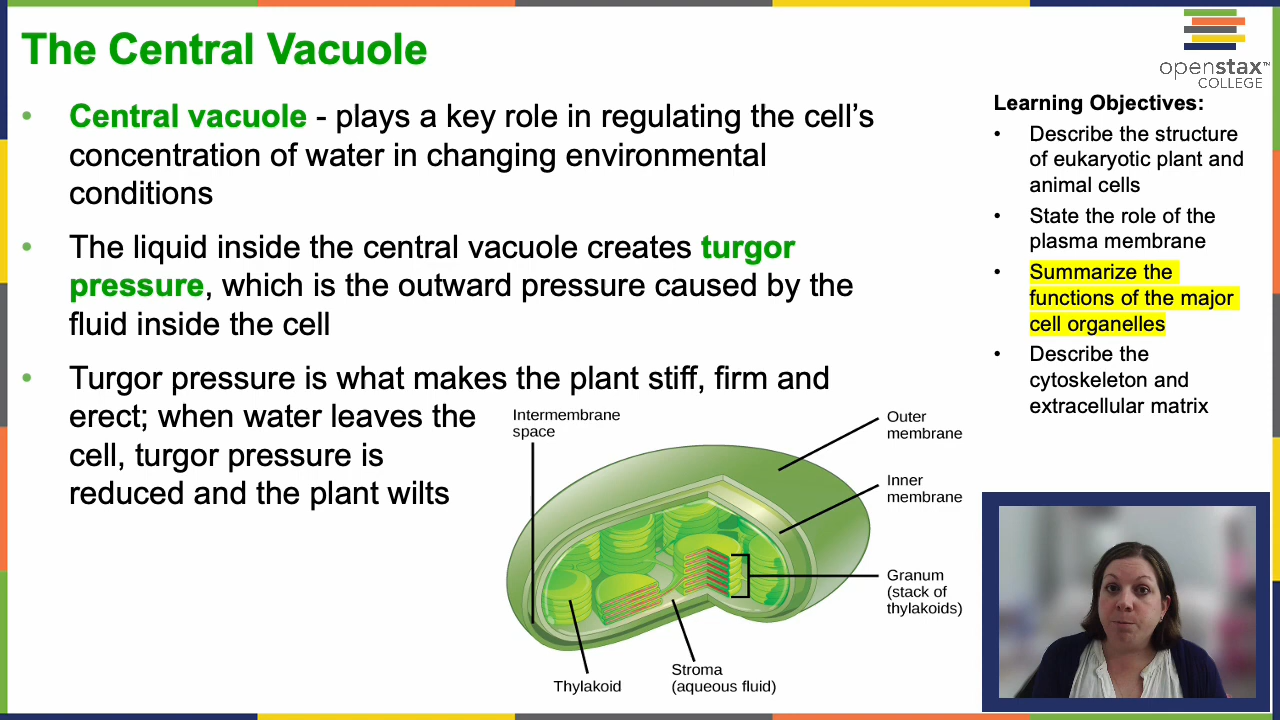 The Central Vacuole
• Central vacuole - plays a key role in regulating the cell's
concentration of water in changing environmental
conditions
• The liquid inside the central vacuole creates turgor
pressure, which is the outward pressure caused by the
fluid inside the cell
• Turgor pressure is what makes the plant stiff, firm and
erect; when water leaves the
cell, turgor pressure is
reduced and the plant wilts
Intermembrane
space
Outer
membrane
Inner
membrane
Granum
(stack of
thylakoids)
Stroma
(aqueous fluid)
Thylakoid
openstax™
COLLEGE
Learning Objectives:
• Describe the structure
of eukaryotic plant and
animal cells
• State the role of the
plasma membrane
• Summarize the
functions of the major
cell organelles
• Describe the
cytoskeleton and
extracellular matrix